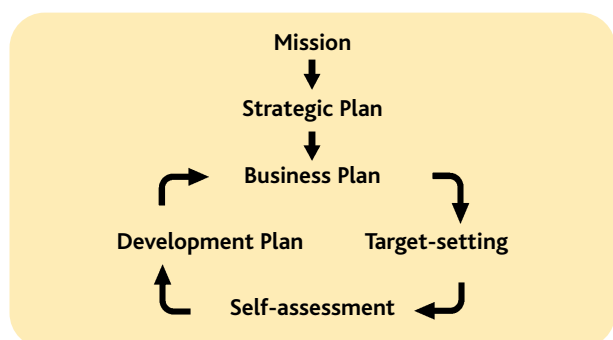 Mission
Strategic Plan
Business Plan
Development Plan Target-setting
Self-assessment